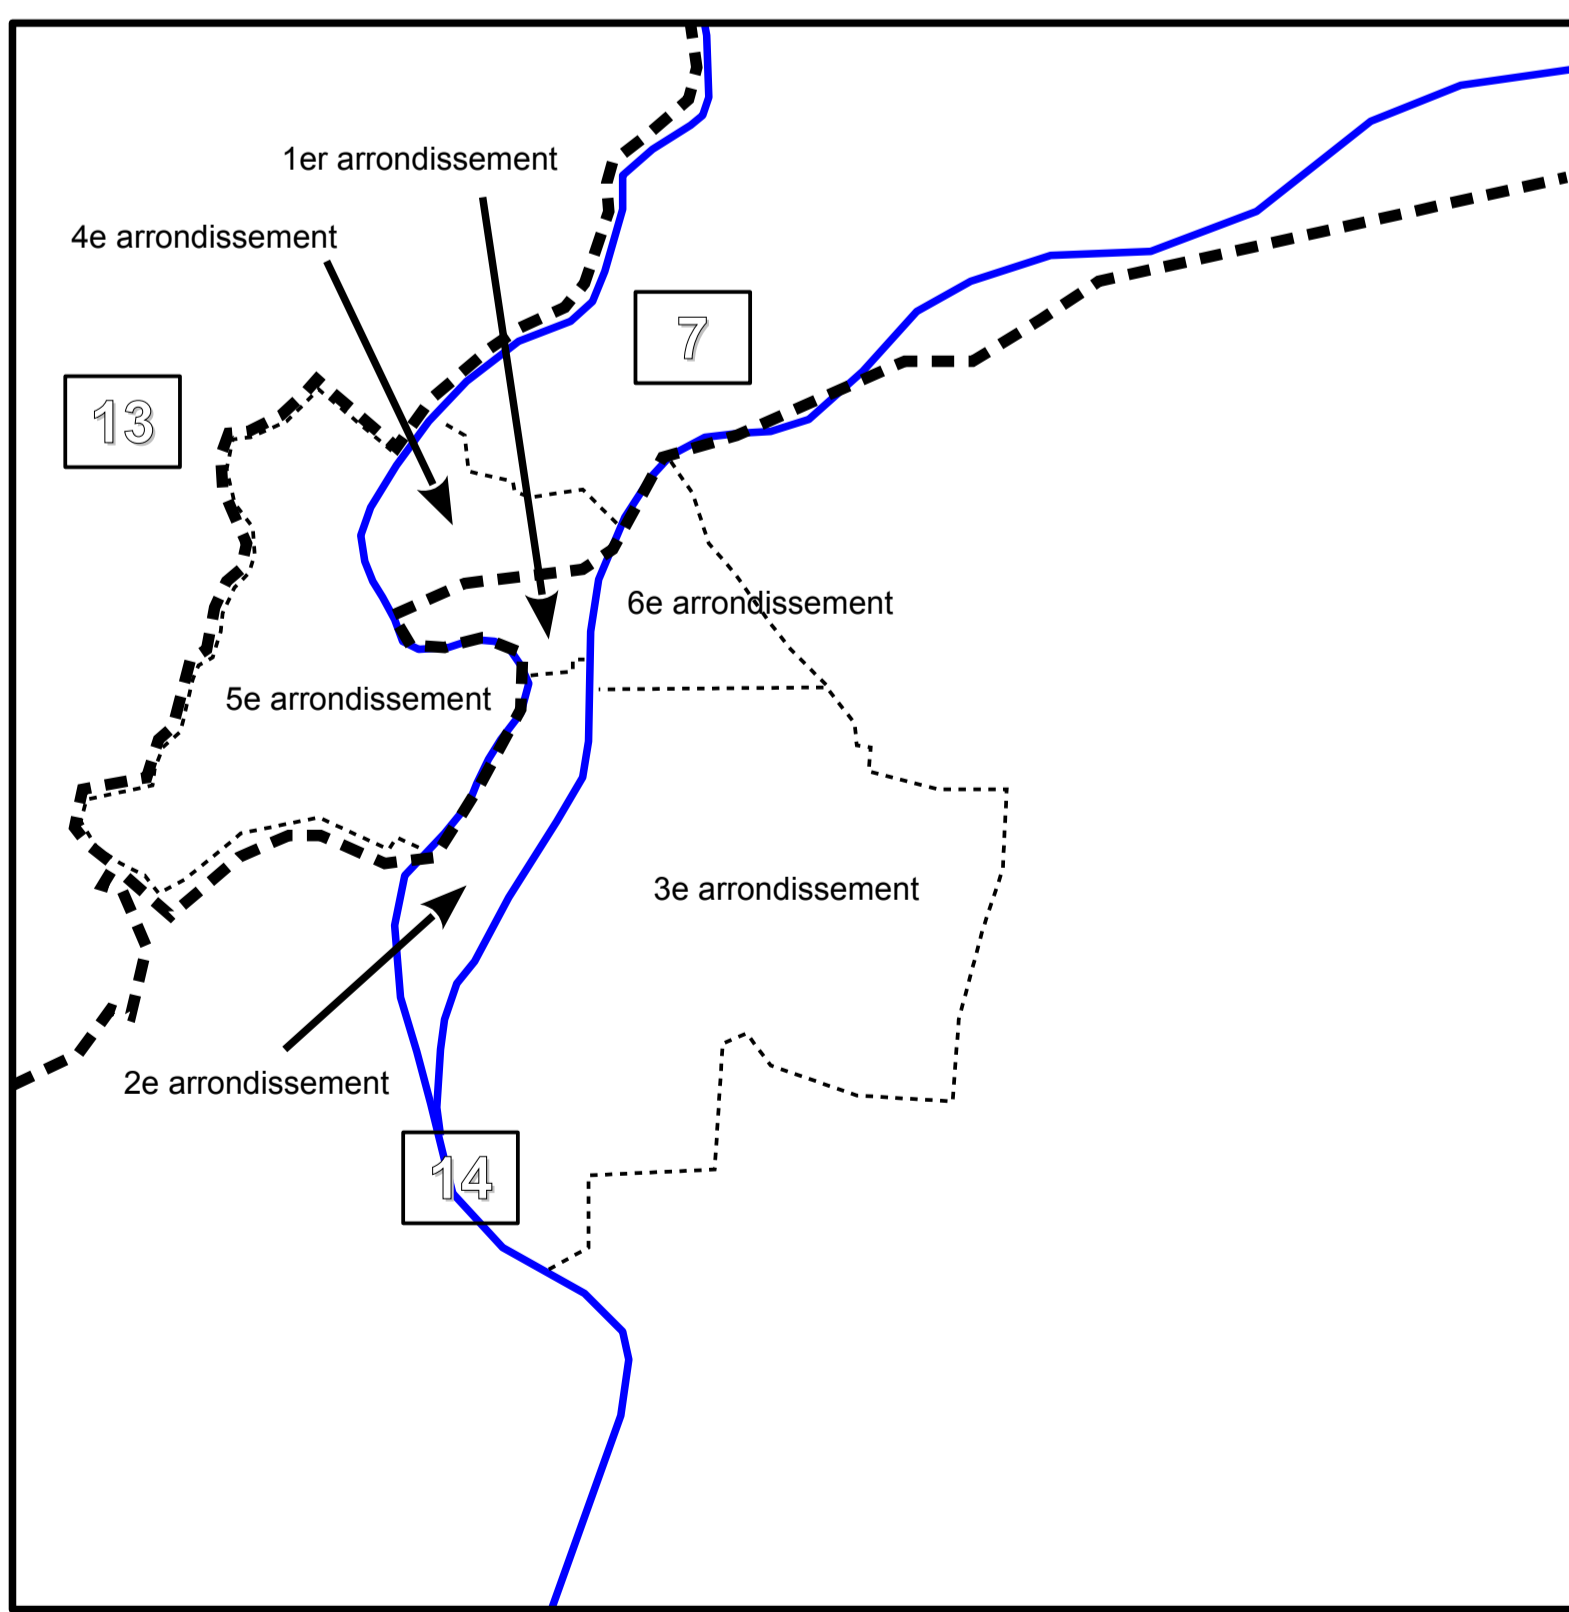 1er arrondissement
4e arrondissement
7
13
6e arrondissement
5e arrondissement
3e arrondissement
2e arrondissement
14